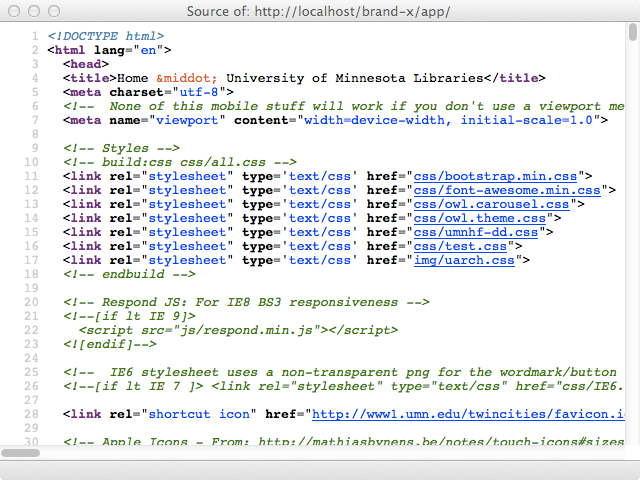 Source of: http://localhost/brand-x/app/
1 <!DOCTYPE html>
2 <html lang="en">
3 <head>
4 <title>Home &middot; University of Minnesota Libraries</title>
5 <meta charset="utf-8">
6 <!--  None of this mobile stuff will work if you don't use a viewport me
7 <meta name="viewport" content="width=device-width, initial-scale=1.0">
8
9 <!-- Styles -->
10 <!-- build:css css/all.css -->
11 <link rel="stylesheet" type='text/css' href="css/bootstrap.min.css">
12 <link rel="stylesheet" type='text/css' href="css/font-awesome.min.css">
13 <link rel="stylesheet" type='text/css' href="css/owl.carousel.css">
14 <link rel="stylesheet" type='text/css' href="css/owl.theme.css">
15 <link rel="stylesheet" type='text/css' href="css/umnhf-dd.css">
16 <link rel="stylesheet" type='text/css' href="css/test.css">
17 <link rel="stylesheet" type='text/css' href="img/uarch.css">
18 <!-- endbuild -->
19
20 <!-- Respond JS: For IE8 BS3 responsiveness -->
21 <!--[if lt IE 9]>
22 <script src="js/respond.min.js"></script>
23 <![endif]-->
24
25 <!--  IE6 stylesheet uses a non-transparent png for the wordmark/button
26 <!--[if lt IE 7 ]> <link rel="stylesheet" type="text/css" href="css/IE6.
27
28 <link rel="shortcut icon" href="http://www1.umn.edu/twincities/favicon.i
29
30 <!-- Apple Icons - From: http://mathiasbynens.be/notes/touch-icons#sizes